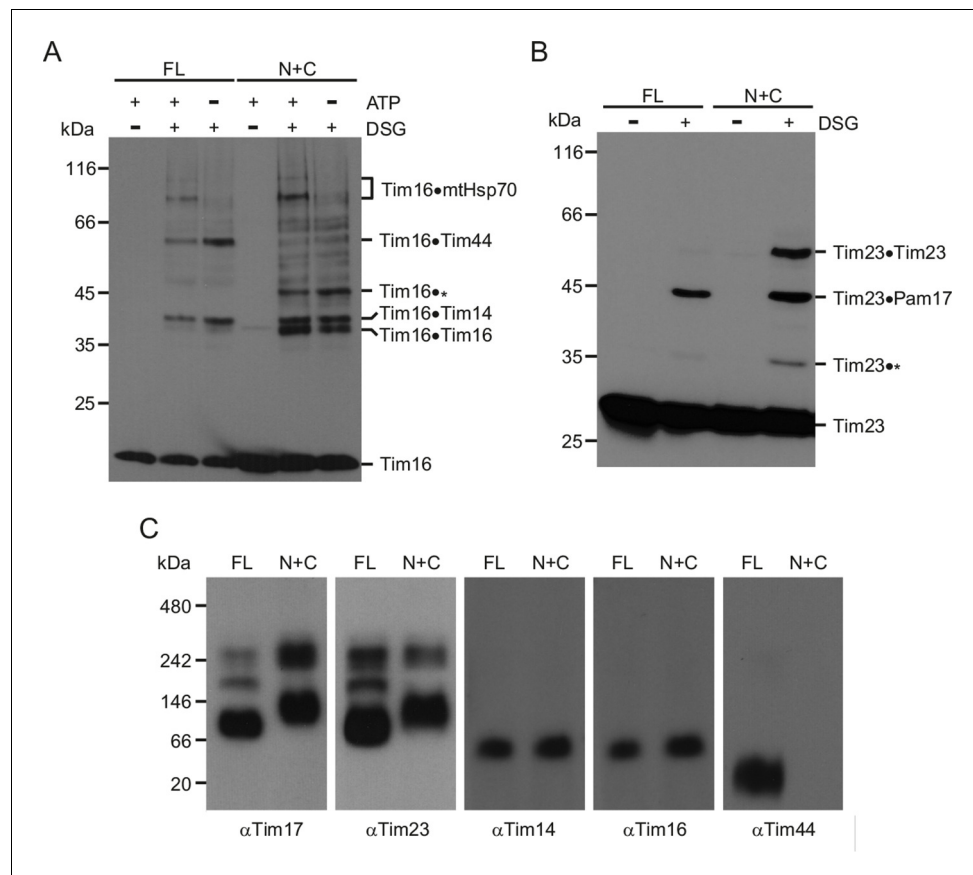 A
FL N+C
+ + - + + - ATP
kDa - + + - + + DSG
116
Tim16●mtHsp70
66
Tim16●Tim44
45
Tim16●*
Tim16●Tim14
Tim16●Tim16
35
25
Tim16
B
FL N+C
kDa - + - + DSG
116
66
Tim23●Tim23
45
Tim23●Pam17
35
Tim23●*
Tim23
25
C
kDa FL N+C FL N+C FL N+C FL N+C FL N+C
480
242
146
66
20
αTim17 αTim23 αTim14 αTim16 αTim44